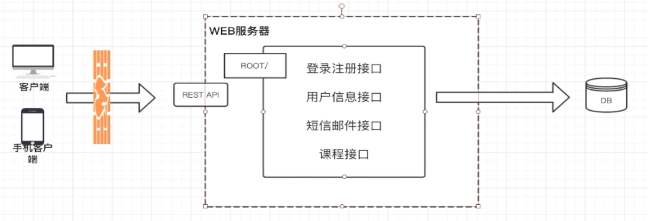 WEB服务器
ROOT/
登录注册接口
客户端
REST API
用户信息接口
DB
短信邮件接口
手机客户
端
课程接口